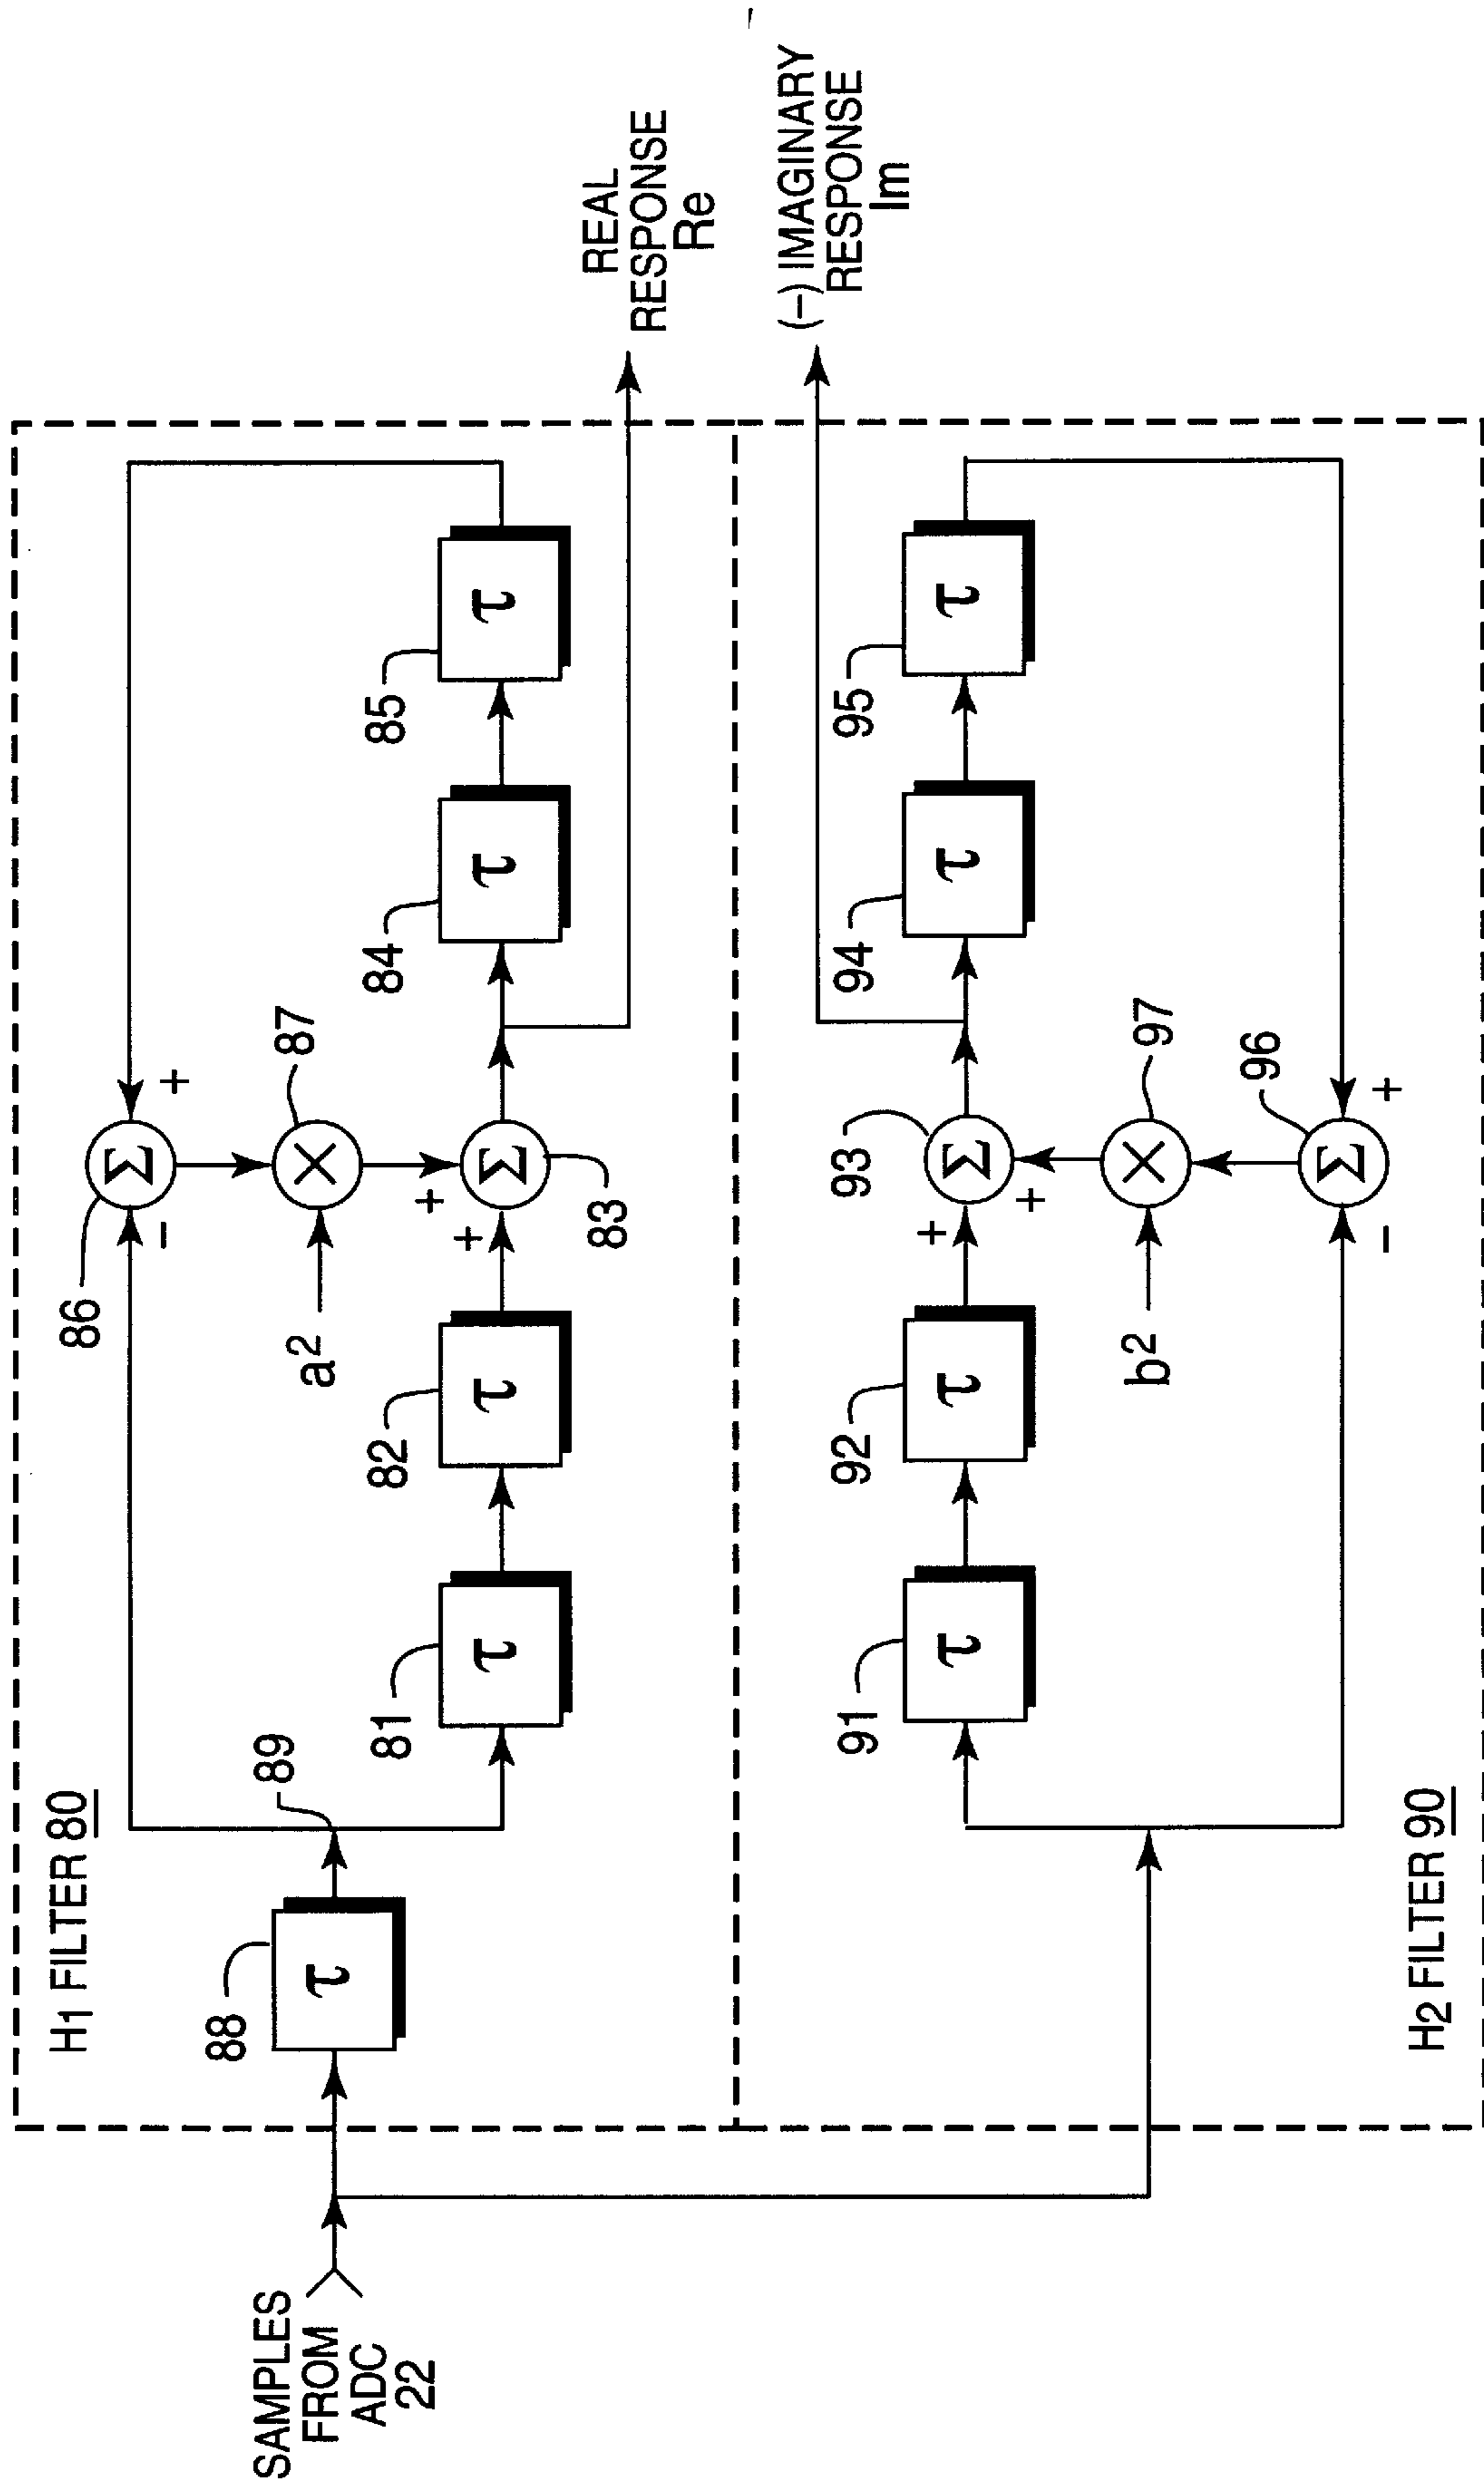 H1 FILTER 80
86
+
−
87
a²
+
+
83
89
88
τ
81
τ
82
τ
84
τ
85
τ
Σ
×
Σ
SAMPLES
FROM
ADC
22
REAL
RESPONSE
Re
(−) IMAGINARY
RESPONSE
Im
91
τ
92
τ
93
Σ
+
+
94
τ
95
τ
b²
×
97
96
Σ
+
−
H2 FILTER 90